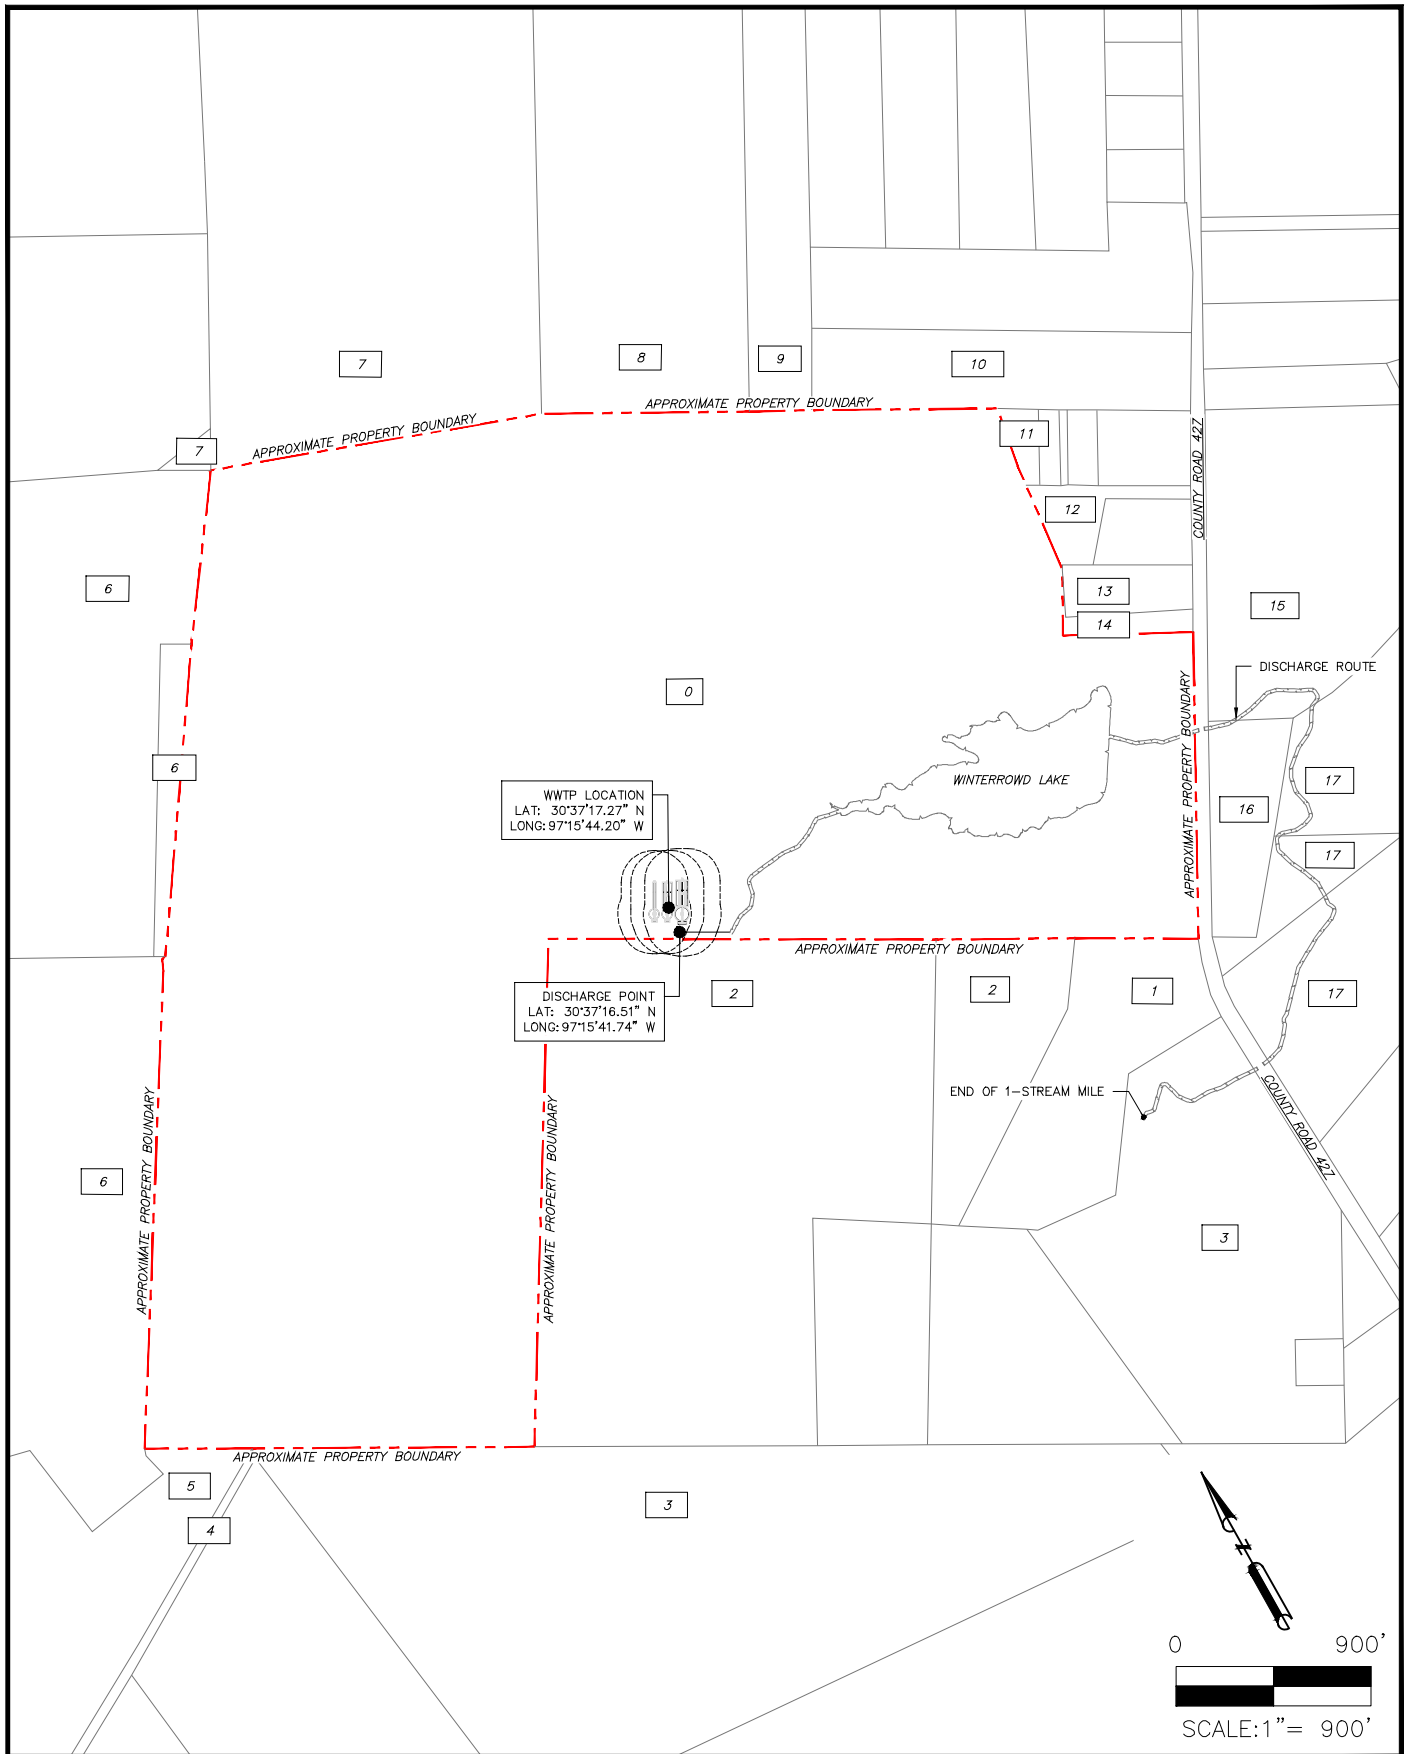 7
8
9
10
APPROXIMATE PROPERTY BOUNDARY
APPROXIMATE PROPERTY BOUNDARY
11
7
COUNTY ROAD 427
12
6
13
15
14
DISCHARGE ROUTE
0
APPROXIMATE PROPERTY BOUNDARY
6
WINTERROWD LAKE
17
WWTP LOCATION
LAT: 30°37'17.27" N
LONG: 97°15'44.20" W
16
17
APPROXIMATE PROPERTY BOUNDARY
DISCHARGE POINT
LAT: 30°37'16.51" N
LONG: 97°15'41.74" W
2
2
1
17
END OF 1-STREAM MILE
COUNTY ROAD 427
APPROXIMATE PROPERTY BOUNDARY
APPROXIMATE PROPERTY BOUNDARY
6
3
APPROXIMATE PROPERTY BOUNDARY
5
4
3
N
0 900'
SCALE: 1"= 900'